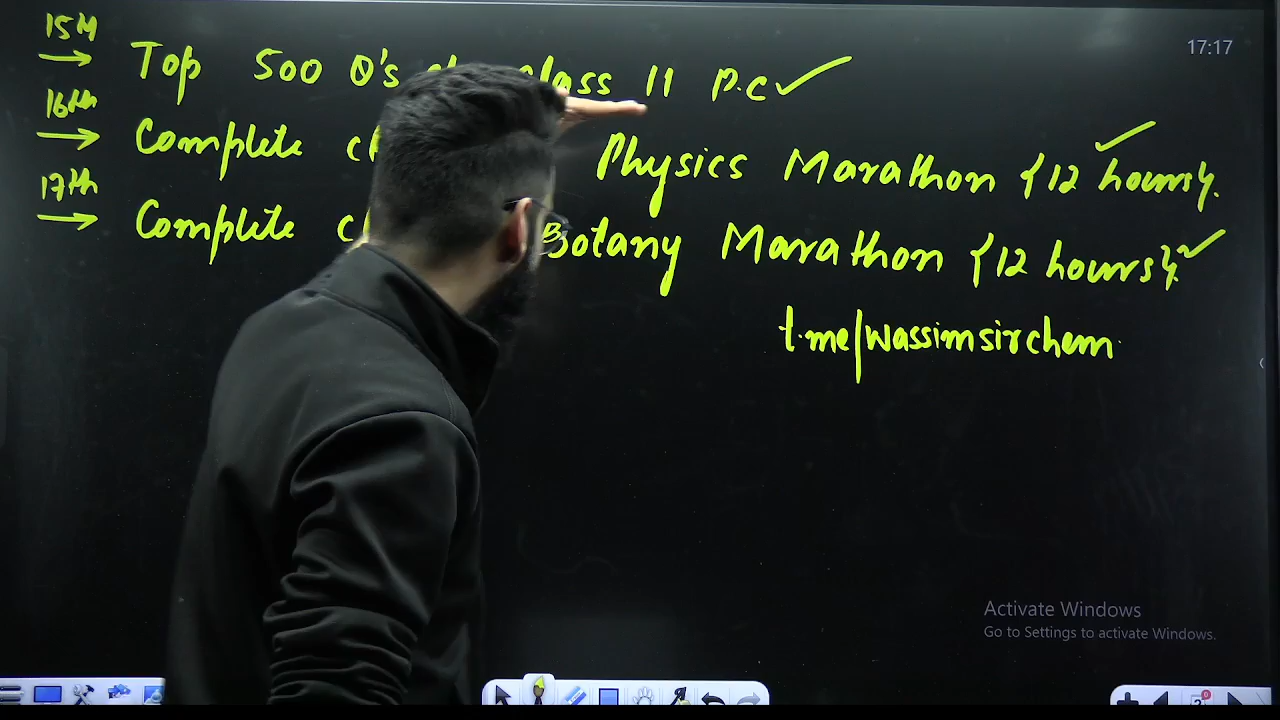 15th
17:17
→ Top 500 Q's class 11 P.C ✓
16th
→ Complete Physics Marathon {12 hours}. ✓
17th
→ Complete Botany Marathon {12 hours}. ✓
t.me/wassimsirchem
Activate Windows
Go to Settings to activate Windows.